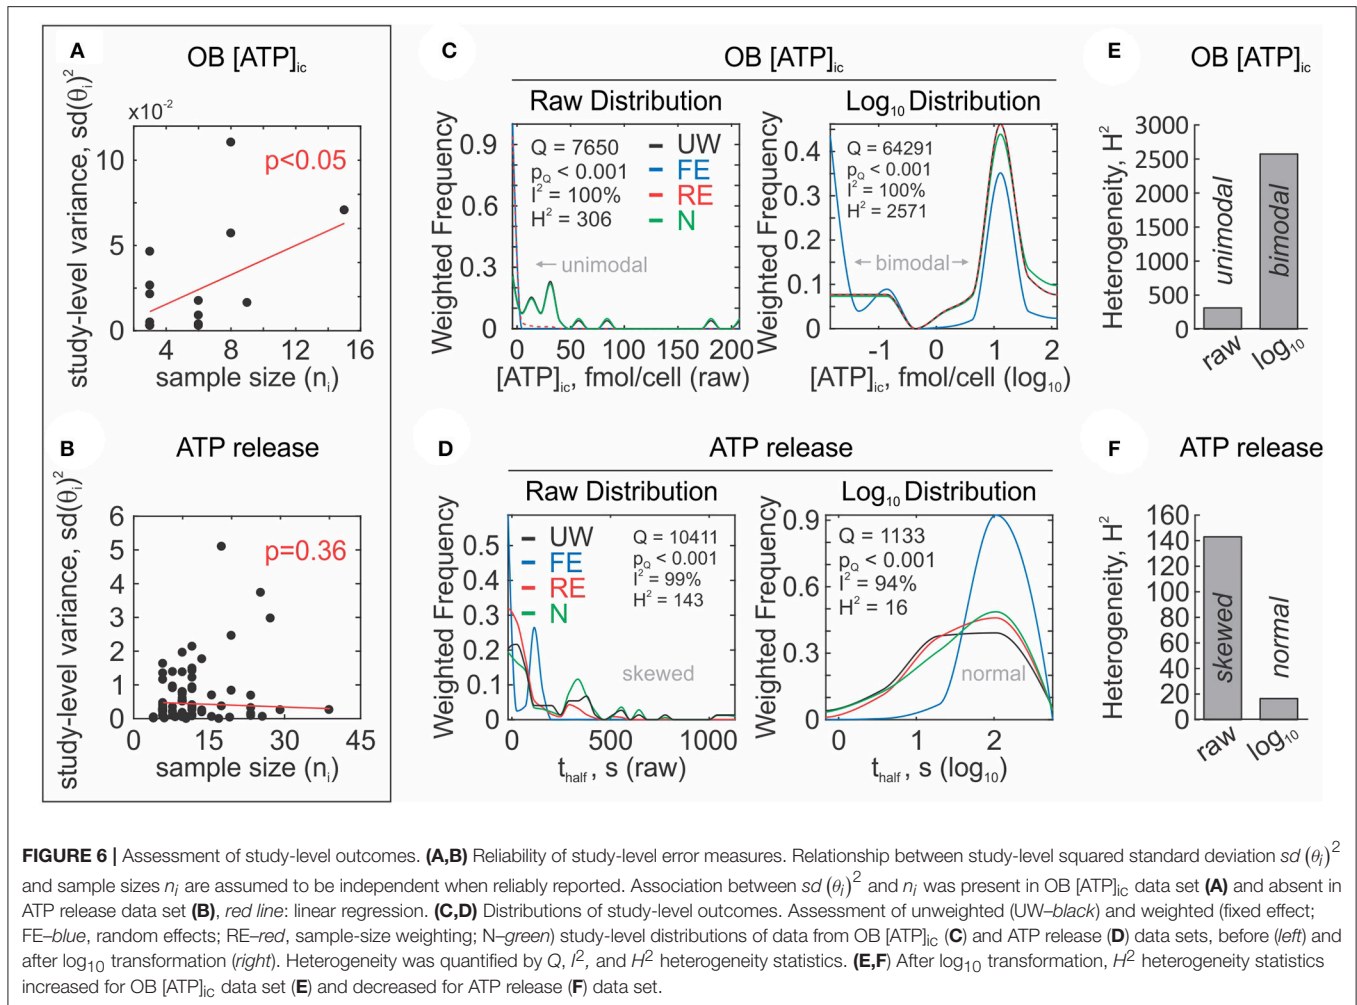 A
OB [ATP]ic
study-level variance, sd(θi)²
x10⁻²
10
5
0
p<0.05
4 8 12 16
sample size (ni)
B
ATP release
study-level variance, sd(θi)²
6
5
4
3
2
1
0
p=0.36
0 15 30 45
sample size (ni)
C
OB [ATP]ic
Raw Distribution
Weighted Frequency
0.9
0.6
0.3
0
Q = 7650
pQ < 0.001
I² = 100%
H² = 306
UW
FE
RE
N
unimodal
0 50 100 150 200
[ATP]ic, fmol/cell (raw)
Log₁₀ Distribution
Weighted Frequency
0.4
0.3
0.2
0.1
0
Q = 64291
pQ < 0.001
I² = 100%
H² = 2571
bimodal
-1 0 1 2
[ATP]ic, fmol/cell (log₁₀)
D
ATP release
Raw Distribution
Weighted Frequency
0.5
0.4
0.3
0.2
0.1
0
UW
FE
RE
N
Q = 10411
pQ < 0.001
I² = 99%
H² = 143
skewed
0 500 1000
thalf , s (raw)
Log₁₀ Distribution
Weighted Frequency
0.9
0.6
0.3
0
Q = 1133
pQ < 0.001
I² = 94%
H² = 16
normal
0 1 2
thalf , s (log₁₀)
E
OB [ATP]ic
Heterogeneity, H²
3000
2500
2000
1500
1000
500
0
unimodal
bimodal
raw
log₁₀
F
ATP release
Heterogeneity, H²
160
140
120
100
80
60
40
20
0
skewed
normal
raw
log₁₀
FIGURE 6 | Assessment of study-level outcomes. (A,B) Reliability of study-level error measures. Relationship between study-level squared standard deviation sd (θi)²
and sample sizes ni are assumed to be independent when reliably reported. Association between sd (θi)² and ni was present in OB [ATP]ic data set (A) and absent in
ATP release data set (B), red line: linear regression. (C,D) Distributions of study-level outcomes. Assessment of unweighted (UW–black) and weighted (fixed effect;
FE–blue, random effects; RE–red, sample-size weighting; N–green) study-level distributions of data from OB [ATP]ic (C) and ATP release (D) data sets, before (left) and
after log₁₀ transformation (right). Heterogeneity was quantified by Q, I², and H² heterogeneity statistics. (E,F) After log₁₀ transformation, H² heterogeneity statistics
increased for OB [ATP]ic data set (E) and decreased for ATP release (F) data set.